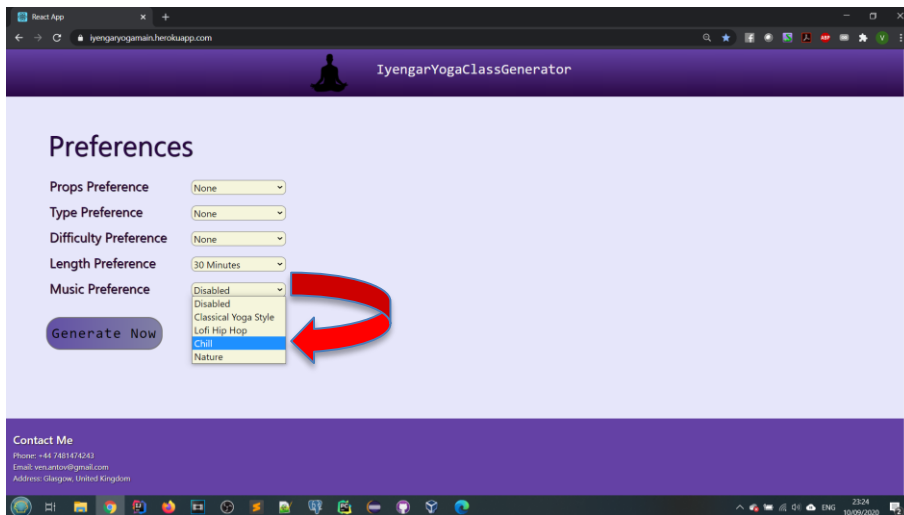 React App
iyengaryogamain.herokuapp.com
IyengarYogaClassGenerator
Preferences
Props Preference None
Type Preference None
Difficulty Preference None
Length Preference 30 Minutes
Music Preference Disabled
Disabled
Classical Yoga Style
Lofi Hip Hop
Chill
Nature
Generate Now
Contact Me
Phone: +44 7481474243
Email: ven.antov@gmail.com
Address: Glasgow, United Kingdom
ENG
23:24
10/09/2020